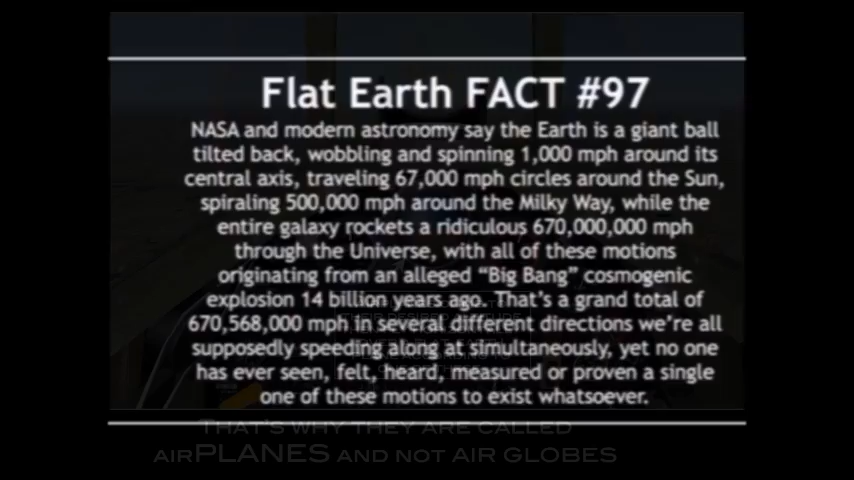 Flat Earth FACT #97
NASA and modern astronomy say the Earth is a giant ball
tilted back, wobbling and spinning 1,000 mph around its
central axis, traveling 67,000 mph circles around the Sun,
spiraling 500,000 mph around the Milky Way, while the
entire galaxy rockets a ridiculous 670,000,000 mph
through the Universe, with all of these motions
originating from an alleged “Big Bang” cosmogenic
explosion 14 billion years ago. That’s a grand total of
670,568,000 mph in several different directions we’re all
supposedly speeding along at simultaneously, yet no one
has ever seen, felt, heard, measured or proven a single
one of these motions to exist whatsoever.
THAT'S WHY THEY ARE CALLED
AIRPLANES AND NOT AIR GLOBES